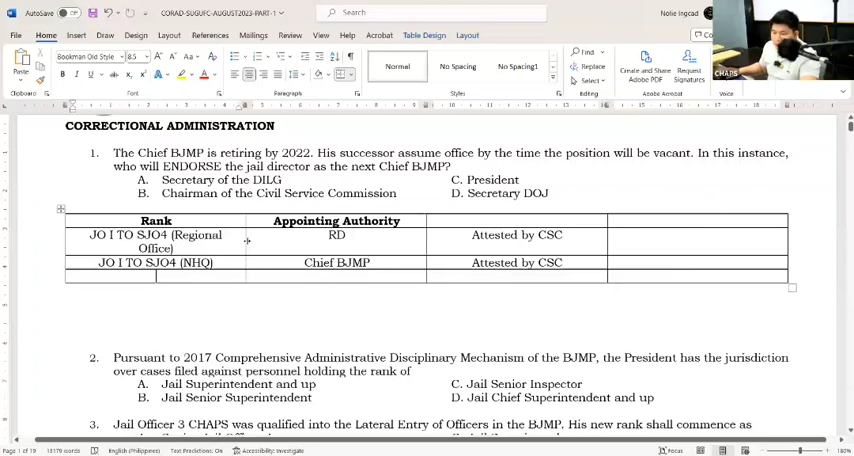 AutoSave Off CORAD-SUGUFC-AUGUST2023-PART-1 Search Nolie Ingcad
File Home Insert Draw Design Layout References Mailings Review View Help Acrobat Table Design Layout
Paste Bookman Old Style 8.5 Normal No Spacing No Spacing1 Find Replace Select Create and Share Adobe PDF Request Signatures CHAPS
Clipboard Font Paragraph Styles Editing Adobe Acrobat
CORRECTIONAL ADMINISTRATION
1. The Chief BJMP is retiring by 2022. His successor assume office by the time the position will be vacant. In this instance,
who will ENDORSE the jail director as the next Chief BJMP?
A. Secretary of the DILG C. President
B. Chairman of the Civil Service Commission D. Secretary DOJ
Rank Appointing Authority
JO I TO SJO4 (Regional RD Attested by CSC
Office)
JO I TO SJO4 (NHQ) Chief BJMP Attested by CSC
2. Pursuant to 2017 Comprehensive Administrative Disciplinary Mechanism of the BJMP, the President has the jurisdiction
over cases filed against personnel holding the rank of
A. Jail Superintendent and up C. Jail Senior Inspector
B. Jail Senior Superintendent D. Jail Chief Superintendent and up
3. Jail Officer 3 CHAPS was qualified into the Lateral Entry of Officers in the BJMP. His new rank shall commence as
Page 1 of 19 13179 words English (Philippines) Text Predictions: On Accessibility: Investigate Focus 180%